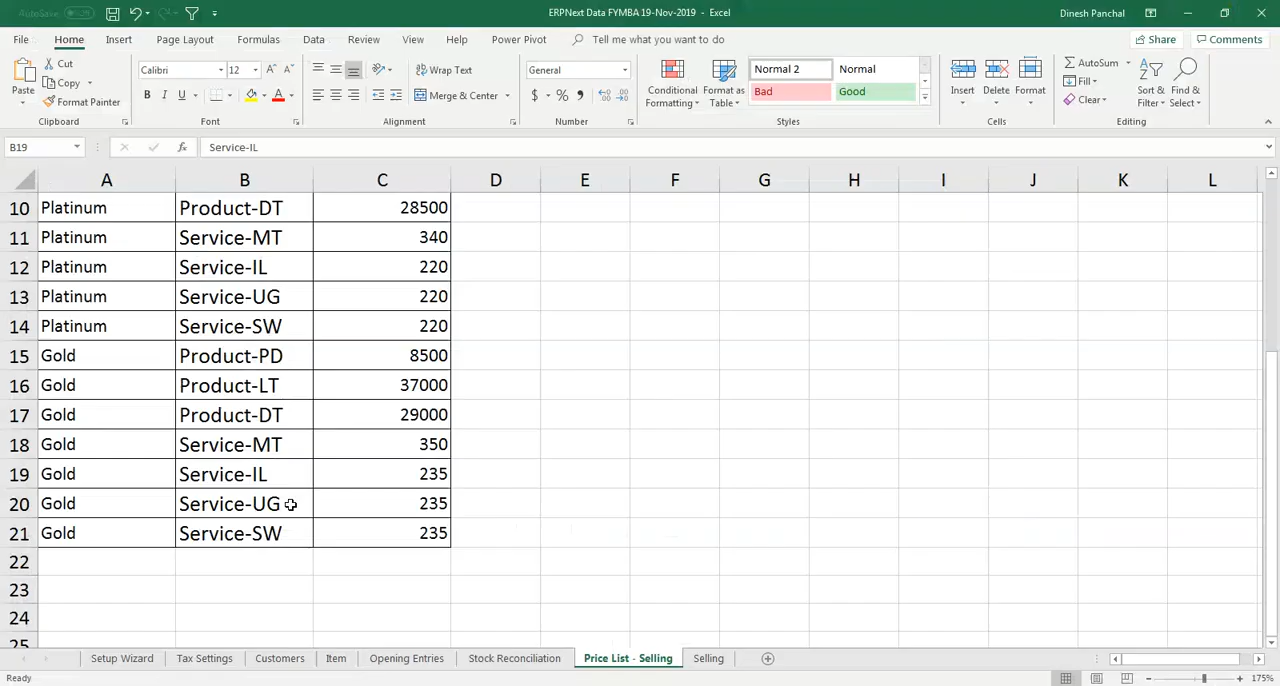 AutoSave Off ERPNext Data FYMBA 19-Nov-2019 - Excel Dinesh Panchal
File Home Insert Page Layout Formulas Data Review View Help Power Pivot Tell me what you want to do Share Comments
Paste Cut Copy Format Painter
Clipboard
Calibri 12 A A
B I U A
Font
Wrap Text
Merge & Center
Alignment
General
$ % ,
Number
Conditional Formatting
Format as Table
Normal 2 Normal
Bad Good
Styles
Insert Delete Format
Cells
AutoSum
Fill
Clear
Sort & Filter
Find & Select
Editing
B19 fx Service-IL
A B C D E F G H I J K L
10 Platinum Product-DT 28500
11 Platinum Service-MT 340
12 Platinum Service-IL 220
13 Platinum Service-UG 220
14 Platinum Service-SW 220
15 Gold Product-PD 8500
16 Gold Product-LT 37000
17 Gold Product-DT 29000
18 Gold Service-MT 350
19 Gold Service-IL 235
20 Gold Service-UG 235
21 Gold Service-SW 235
22
23
24
25
Setup Wizard Tax Settings Customers Item Opening Entries Stock Reconciliation Price List - Selling Selling
Ready 175%